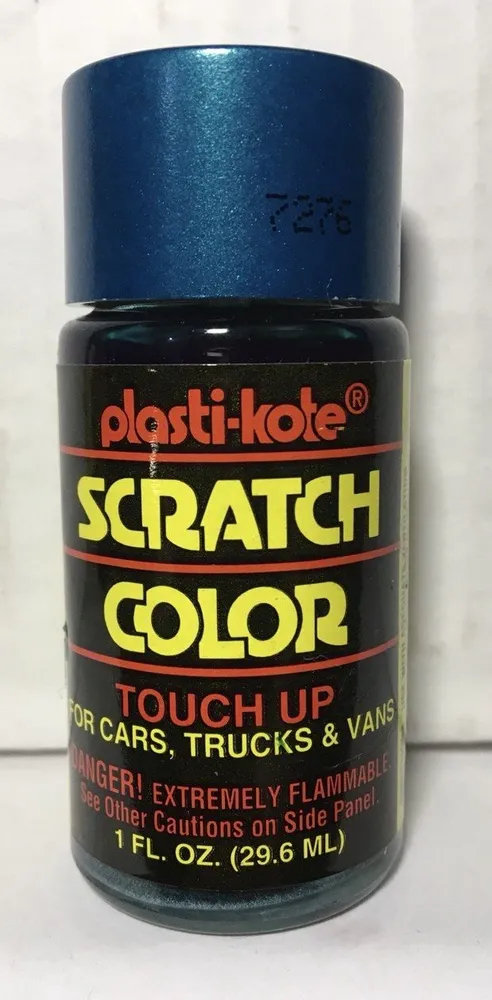 7276
plasti-kote®
SCRATCH
COLOR
TOUCH UP
FOR CARS, TRUCKS & VANS
DANGER! EXTREMELY FLAMMABLE.
See Other Cautions on Side Panel.
1 FL. OZ. (29.6 ML)